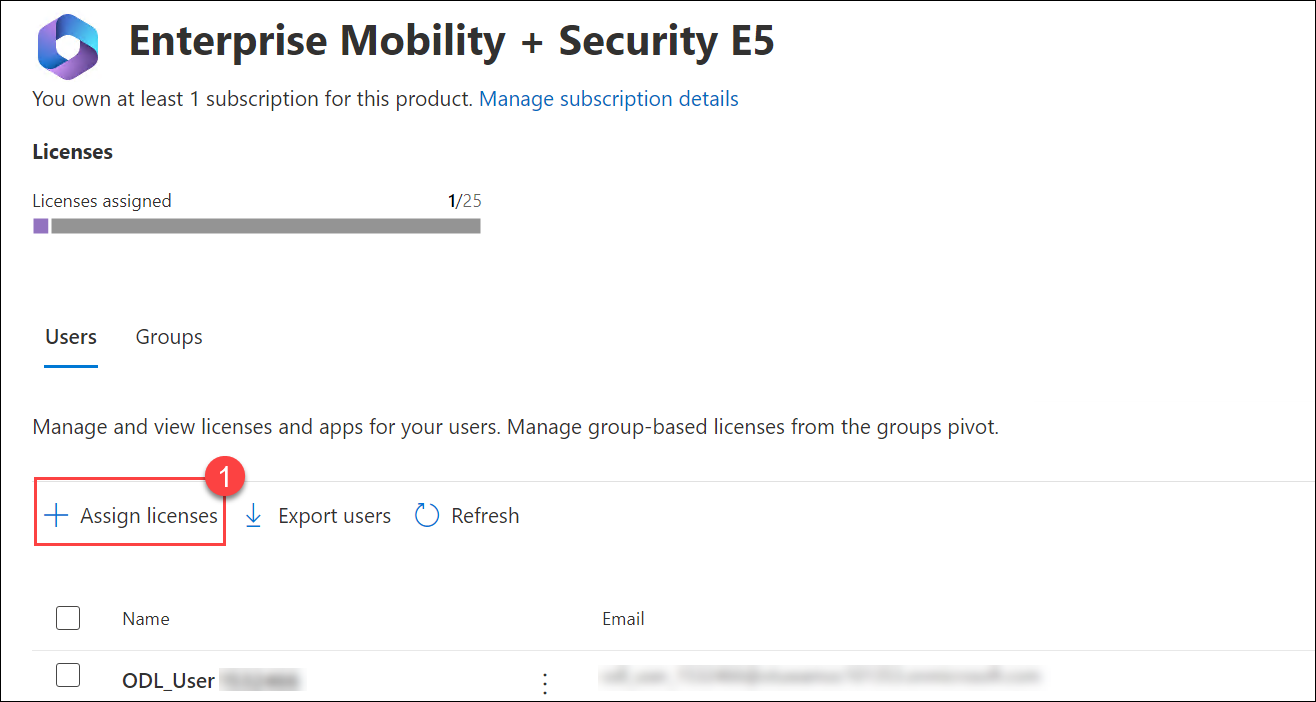 Enterprise Mobility + Security E5
You own at least 1 subscription for this product. Manage subscription details
Licenses
Licenses assigned 1/25
Users Groups
Manage and view licenses and apps for your users. Manage group-based licenses from the groups pivot.
1
Assign licenses Export users Refresh
Name Email
ODL_User